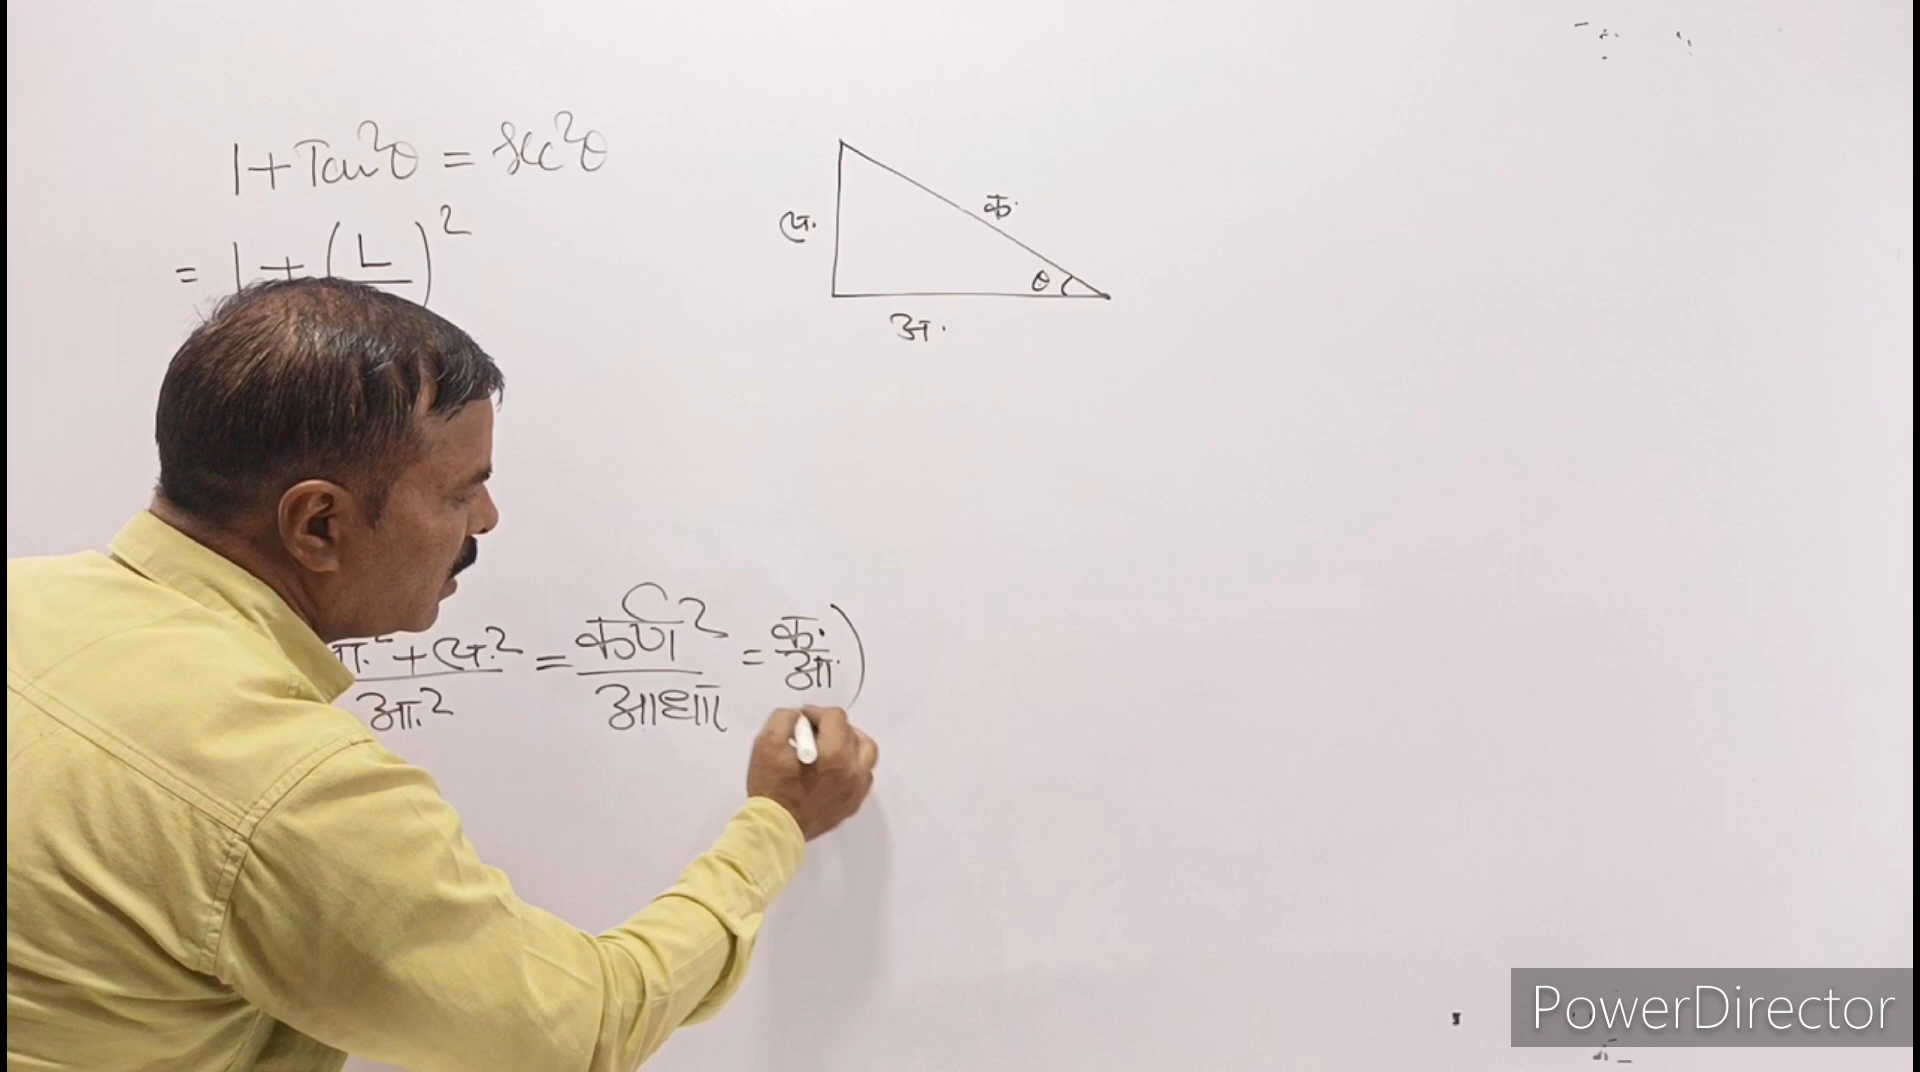 1 + Tan²θ = sec²θ
= 1 + (L )²
क.
θ
आ.² + ल.² / आ.² = कर्ण² / आधार = क. / आ.)
PowerDirector